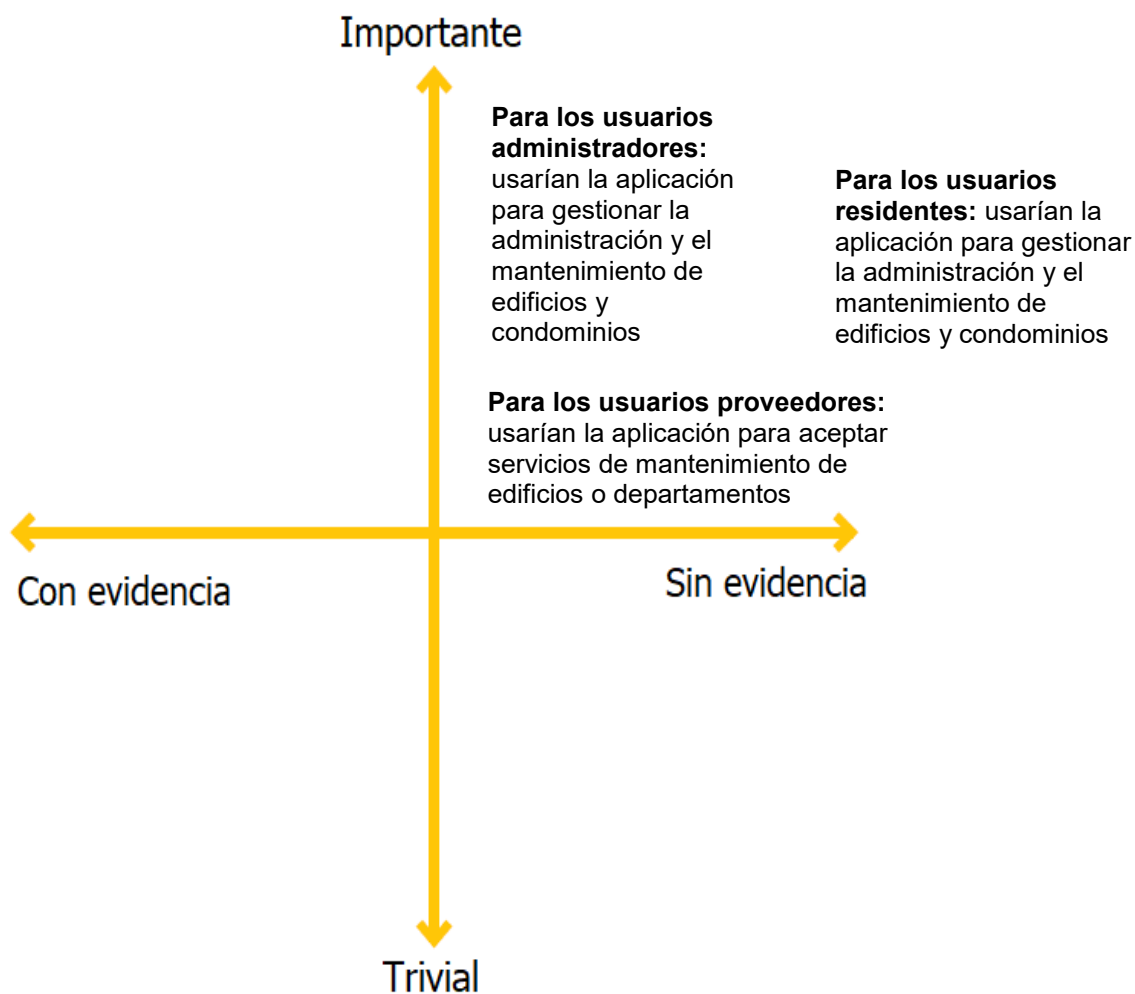 Importante
Para los usuarios
administradores:
usarían la aplicación
para gestionar la
administración y el
mantenimiento de
edificios y
condominios
Para los usuarios
residentes: usarían la
aplicación para gestionar
la administración y el
mantenimiento de
edificios y condominios
Para los usuarios proveedores:
usarían la aplicación para aceptar
servicios de mantenimiento de
edificios o departamentos
Con evidencia
Sin evidencia
Trivial